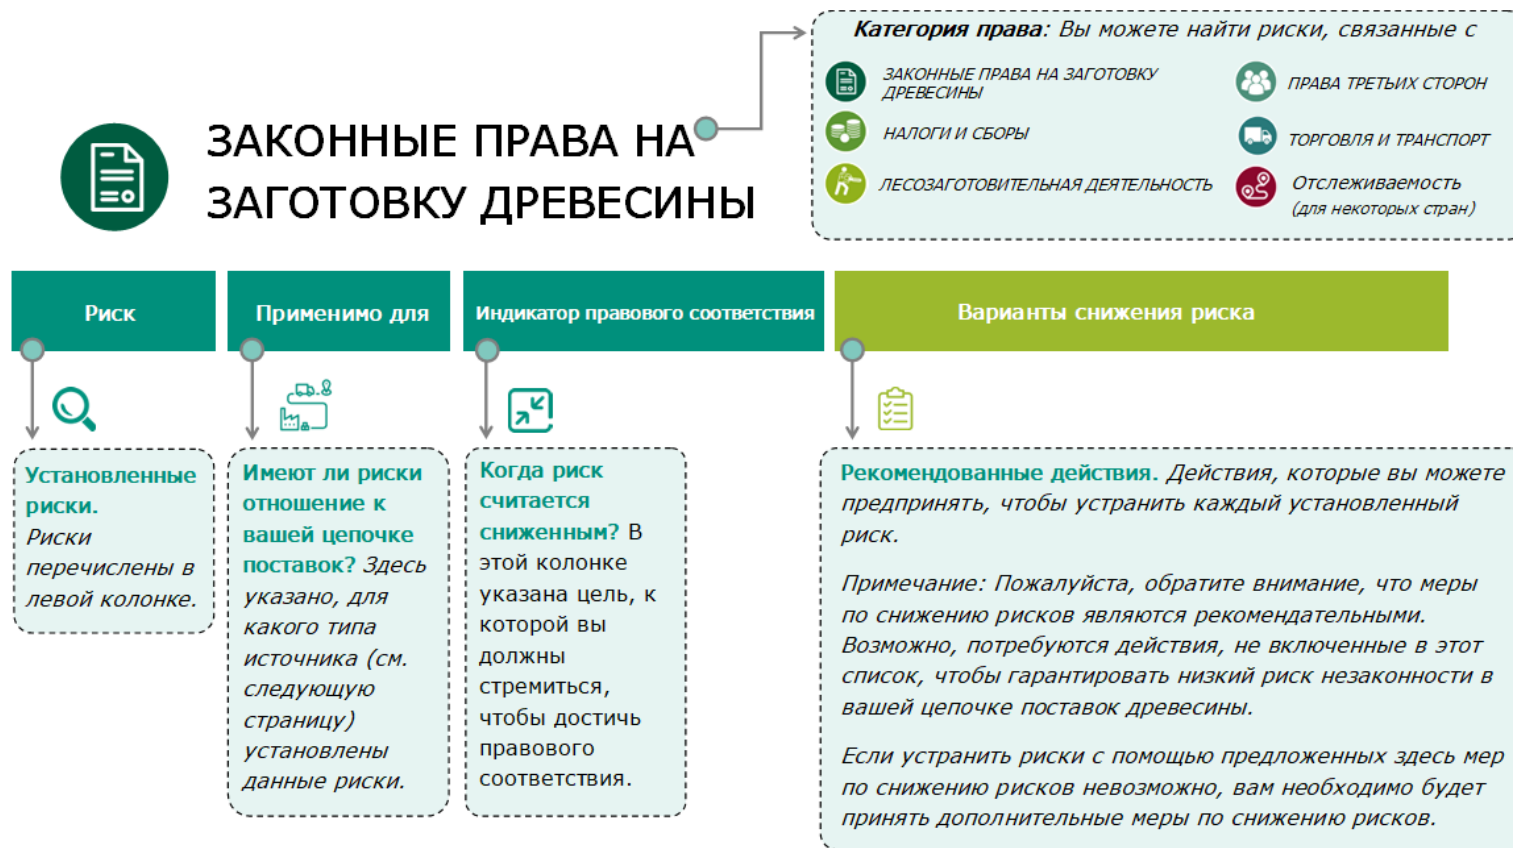 Категория права: Вы можете найти риски, связанные с
ЗАКОННЫЕ ПРАВА НА ЗАГОТОВКУ
ДРЕВЕСИНЫ
НАЛОГИ И СБОРЫ
ЛЕСОЗАГОТОВИТЕЛЬНАЯ ДЕЯТЕЛЬНОСТЬ
ПРАВА ТРЕТЬИХ СТОРОН
ТОРГОВЛЯ И ТРАНСПОРТ
Отслеживаемость
(для некоторых стран)
ЗАКОННЫЕ ПРАВА НА
ЗАГОТОВКУ ДРЕВЕСИНЫ
Риск
Применимо для
Индикатор правового соответствия
Варианты снижения риска
Установленные
риски.
Риски
перечислены в
левой колонке.
Имеют ли риски
отношение к
вашей цепочке
поставок? Здесь
указано, для
какого типа
источника (см.
следующую
страницу)
установлены
данные риски.
Когда риск
считается
сниженным? В
этой колонке
указана цель, к
которой вы
должны
стремиться,
чтобы достичь
правового
соответствия.
Рекомендованные действия. Действия, которые вы можете
предпринять, чтобы устранить каждый установленный
риск.
Примечание: Пожалуйста, обратите внимание, что меры
по снижению рисков являются рекомендательными.
Возможно, потребуются действия, не включенные в этот
список, чтобы гарантировать низкий риск незаконности в
вашей цепочке поставок древесины.
Если устранить риски с помощью предложенных здесь мер
по снижению рисков невозможно, вам необходимо будет
принять дополнительные меры по снижению рисков.